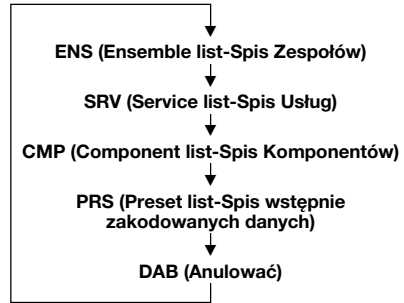 ENS (Ensemble list-Spis Zespołów)
SRV (Service list-Spis Usług)
CMP (Component list-Spis Komponentów)
PRS (Preset list-Spis wstępnie
zakodowanych danych)
DAB (Anulować)